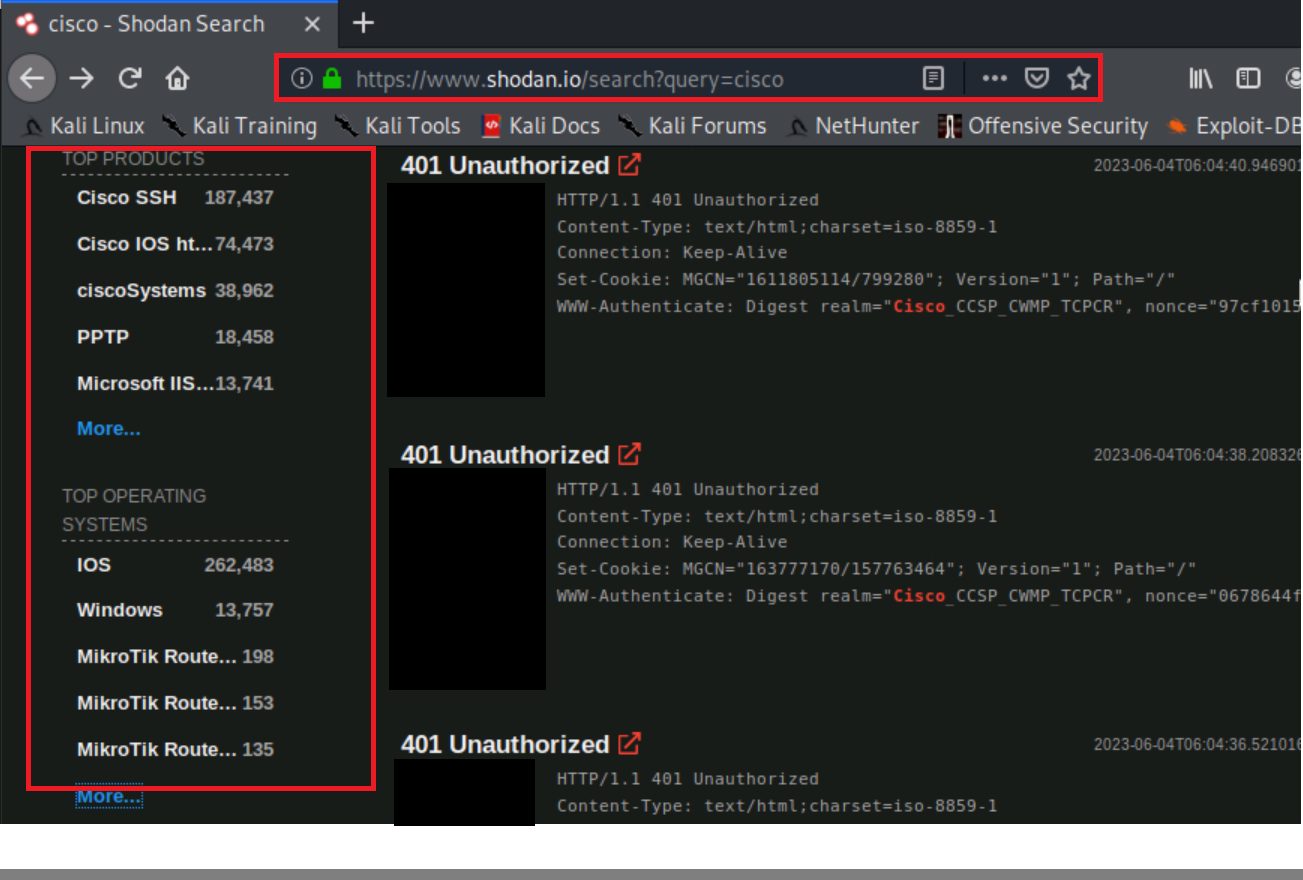 cisco - Shodan Search
https://www.shodan.io/search?query=cisco
Kali Linux Kali Training Kali Tools Kali Docs Kali Forums NetHunter Offensive Security Exploit-DB
TOP PRODUCTS
Cisco SSH 187,437
Cisco IOS ht... 74,473
ciscoSystems 38,962
PPTP 18,458
Microsoft IIS... 13,741
More...
TOP OPERATING
SYSTEMS
IOS 262,483
Windows 13,757
MikroTik Route... 198
MikroTik Route... 153
MikroTik Route... 135
More...
401 Unauthorized
2023-06-04T06:04:40.946901
HTTP/1.1 401 Unauthorized
Content-Type: text/html;charset=iso-8859-1
Connection: Keep-Alive
Set-Cookie: MGCN="1611805114/799280"; Version="1"; Path="/"
WWW-Authenticate: Digest realm="Cisco_CCSP_CWMP_TCPCR", nonce="97cf1015
401 Unauthorized
2023-06-04T06:04:38.208326
HTTP/1.1 401 Unauthorized
Content-Type: text/html;charset=iso-8859-1
Connection: Keep-Alive
Set-Cookie: MGCN="163777170/157763464"; Version="1"; Path="/"
WWW-Authenticate: Digest realm="Cisco_CCSP_CWMP_TCPCR", nonce="0678644f
401 Unauthorized
2023-06-04T06:04:36.521016
HTTP/1.1 401 Unauthorized
Content-Type: text/html;charset=iso-8859-1